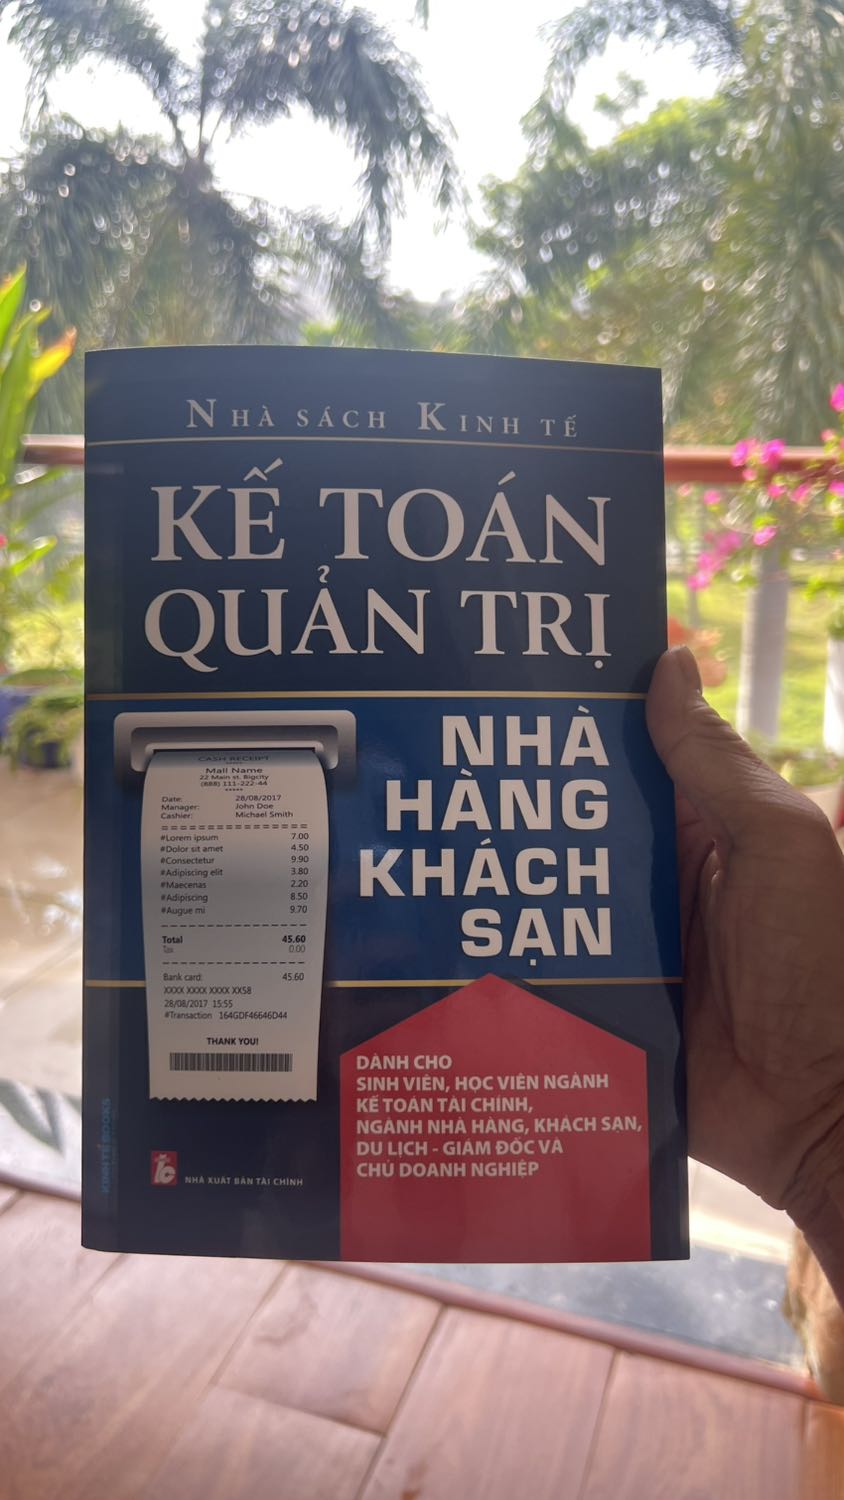 NHÀ SÁCH KINH TẾ
KẾ TOÁN
QUẢN TRỊ
NHÀ
HÀNG
KHÁCH
SẠN
CASH RECEIPT
*****
Mall Name
22 Main st. Bigcity
(888) 111-222-44
*****
Date: 28/08/2017
Manager: John Doe
Cashier: Michael Smith
#Lorem ipsum 7.00
#Dolor sit amet 4.50
#Consectetur 9.90
#Adipiscing elit 3.80
#Maecenas 2.20
#Adipiscing 8.50
#Augue mi 9.70
Total 45.60
Tax 0.00
Bank card: 45.60
XXXX XXXX XXXX XX58
28/08/2017 15:55
#Transaction 164GDF46646D44
THANK YOU!
DÀNH CHO
SINH VIÊN, HỌC VIÊN NGÀNH
KẾ TOÁN TÀI CHÍNH,
NGÀNH NHÀ HÀNG, KHÁCH SẠN,
DU LỊCH - GIÁM ĐỐC VÀ
CHỦ DOANH NGHIỆP
NHÀ XUẤT BẢN TÀI CHÍNH
KINH TẾ BOOKS